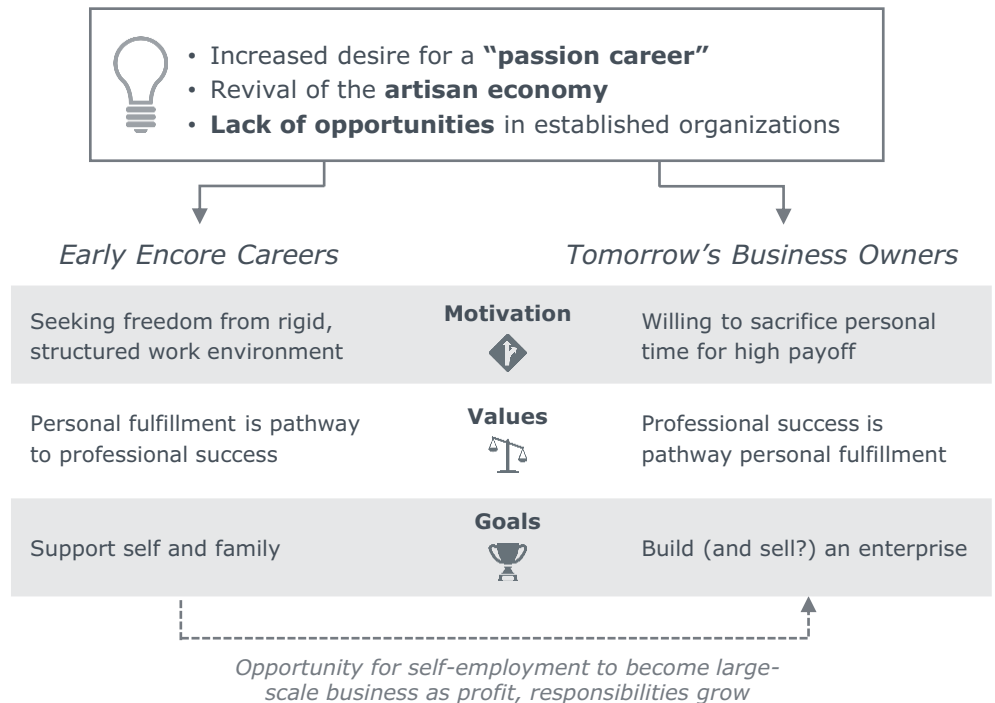 • Increased desire for a “passion career”
• Revival of the artisan economy
• Lack of opportunities in established organizations
Early Encore Careers
Tomorrow’s Business Owners
Motivation
Seeking freedom from rigid,
structured work environment
Willing to sacrifice personal
time for high payoff
Values
Personal fulfillment is pathway
to professional success
Professional success is
pathway personal fulfillment
Goals
Support self and family
Build (and sell?) an enterprise
Opportunity for self-employment to become large-
scale business as profit, responsibilities grow